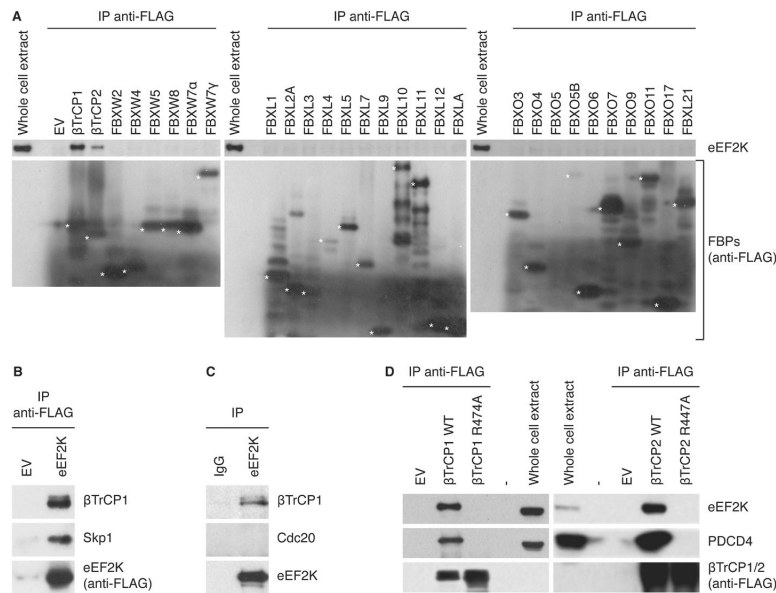 A
IP anti-FLAG
IP anti-FLAG
IP anti-FLAG
Whole cell extract
EV
βTrCP1
βTrCP2
FBXW2
FBXW4
FBXW5
FBXW8
FBXW7α
FBXW7γ
Whole cell extract
FBXL1
FBXL2A
FBXL3
FBXL4
FBXL5
FBXL7
FBXL9
FBXL10
FBXL11
FBXL12
FBXLA
Whole cell extract
FBXO3
FBXO4
FBXO5
FBXO5B
FBXO6
FBXO7
FBXO9
FBXO11
FBXO17
FBXL21
eEF2K
FBPs
(anti-FLAG)
B
IP
anti-FLAG
EV
eEF2K
βTrCP1
Skp1
eEF2K
(anti-FLAG)
C
IP
IgG
eEF2K
βTrCP1
Cdc20
eEF2K
D
IP anti-FLAG
IP anti-FLAG
EV
βTrCP1 WT
βTrCP1 R474A
-
Whole cell extract
Whole cell extract
-
EV
βTrCP2 WT
βTrCP2 R447A
eEF2K
PDCD4
βTrCP1/2
(anti-FLAG)